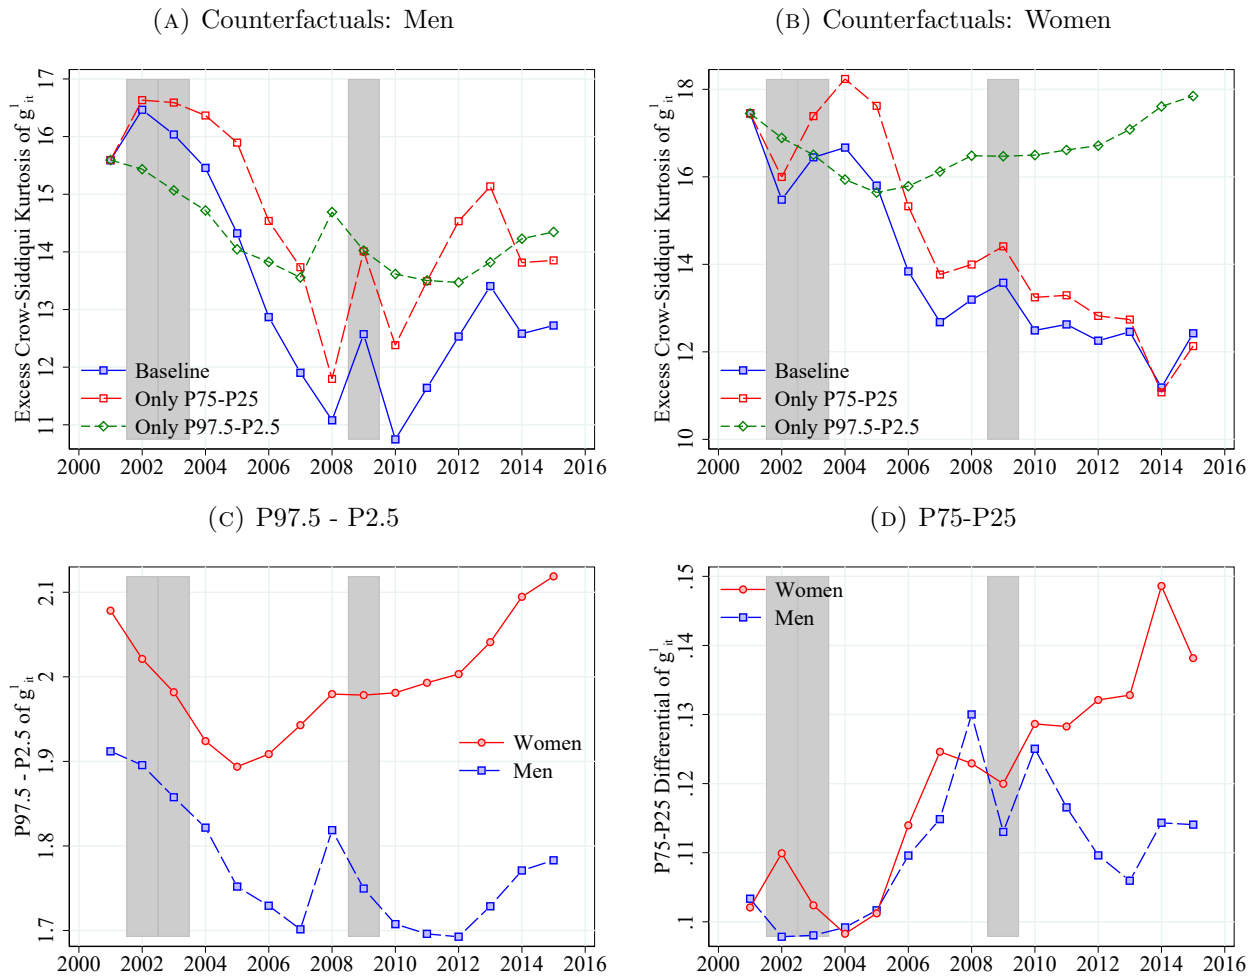 (A) Counterfactuals: Men
Excess Crow-Siddiqui Kurtosis of g¹ᵢₜ
17
16
15
14
13
12
11
Baseline
Only P75-P25
Only P97.5-P2.5
2000 2002 2004 2006 2008 2010 2012 2014 2016
(B) Counterfactuals: Women
Excess Crow-Siddiqui Kurtosis of g¹ᵢₜ
18
16
14
12
10
Baseline
Only P75-P25
Only P97.5-P2.5
2000 2002 2004 2006 2008 2010 2012 2014 2016
(C) P97.5 - P2.5
P97.5 - P2.5 of g¹ᵢₜ
2.1
2
1.9
1.8
1.7
Women
Men
2000 2002 2004 2006 2008 2010 2012 2014 2016
(D) P75-P25
P75-P25 Differential of g¹ᵢₜ
.15
.14
.13
.12
.11
.1
Women
Men
2000 2002 2004 2006 2008 2010 2012 2014 2016